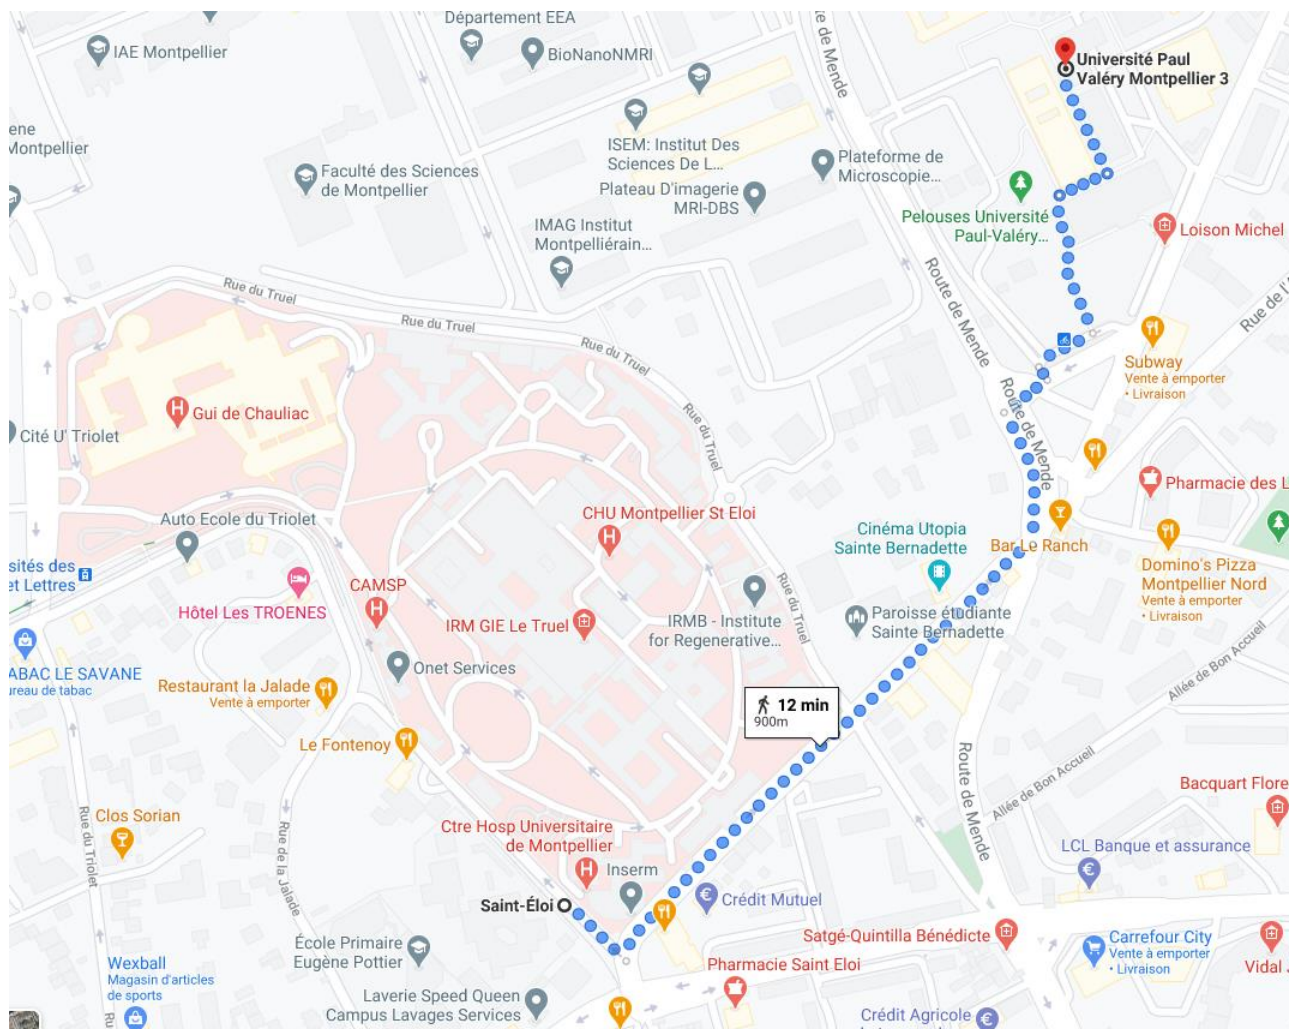 Département EEA
IAE Montpellier
BioNanoNMRI
Route de Mende
Université Paul
Valéry Montpellier 3
ISEM: Institut Des
Sciences De L...
Plateforme de
Microscopie...
Montpellier
Faculté des Sciences
de Montpellier
Plateau D'imagerie
MRI-DBS
Pelouses Université
Paul-Valéry...
IMAG Institut
Montpelliérain...
Loison Michel
Rue du Truel
Rue du Truel
Rue du Truel
Route de Mende
Rue de l'
Subway
Vente à emporter
• Livraison
Gui de Chauliac
Cité U' Triolet
Rue du Truel
Route de Mende
Pharmacie des L
Auto Ecole du Triolet
CHU Montpellier St Eloi
Cinéma Utopia
Sainte Bernadette
Bar Le Ranch
Domino's Pizza
Montpellier Nord
Vente à emporter
• Livraison
sités des
et Lettres
CAMSP
Hôtel Les TROENES
IRM GIE Le Truel
IRMB - Institute
for Regenerative...
Rue du Truel
Paroisse étudiante
Sainte Bernadette
Allée de Bon Accueil
ABAC LE SAVANE
ureau de tabac
Onet Services
Restaurant la Jalade
Vente à emporter
12 min
900m
Le Fontenoy
Route de Mende
Allée de Bon Accueil
Bacquart Flore
Clos Sorian
Rue du Triolet
Rue de la Jalade
Ctre Hosp Universitaire
de Montpellier
LCL Banque et assurance
Inserm
Crédit Mutuel
Saint-Éloi
École Primaire
Eugène Pottier
Satgé-Quintilla Bénédicte
Carrefour City
Vente à emporter
• Livraison
Wexball
Magasin d'articles
de sports
Pharmacie Saint Eloi
Vidal J
Laverie Speed Queen
Campus Lavages Services
Crédit Agricole